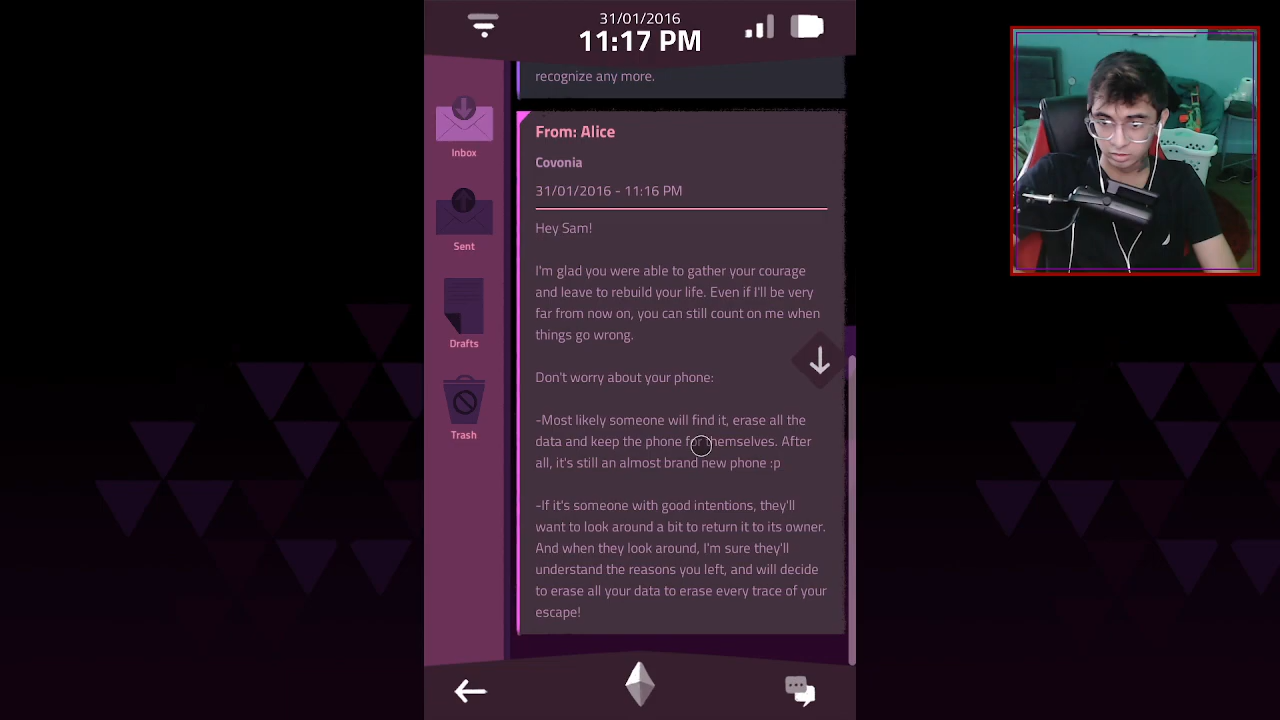 31/01/2016
11:17 PM
recognize any more.
From: Alice
Covonia
31/01/2016 - 11:16 PM
Hey Sam!
I'm glad you were able to gather your courage
and leave to rebuild your life. Even if I'll be very
far from now on, you can still count on me when
things go wrong.
Don't worry about your phone:
-Most likely someone will find it, erase all the
data and keep the phone for themselves. After
all, it's still an almost brand new phone :p
-If it's someone with good intentions, they'll
want to look around a bit to return it to its owner.
And when they look around, I'm sure they'll
understand the reasons you left, and will decide
to erase all your data to erase every trace of your
escape!
Inbox
Sent
Drafts
Trash